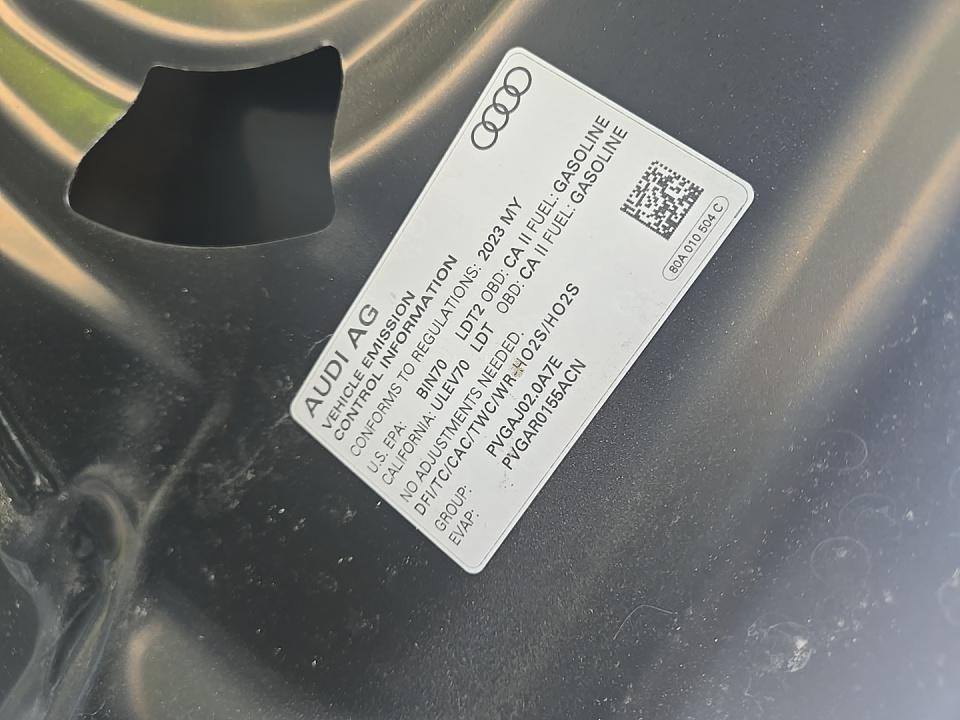 AUDI AG
VEHICLE EMISSION
CONTROL INFORMATION
CONFORMS TO REGULATIONS: 2023 MY
U.S. EPA: BIN70 LDT2 OBD: CA II FUEL: GASOLINE
CALIFORNIA: ULEV70 LDT OBD: CA II FUEL: GASOLINE
NO ADJUSTMENTS NEEDED.
DFI/TC/CAC/TWC/WR-HO2S/HO2S
GROUP: PVGAJ02.0A7E
EVAP: PVGAR0155ACN
80A 010 504 C